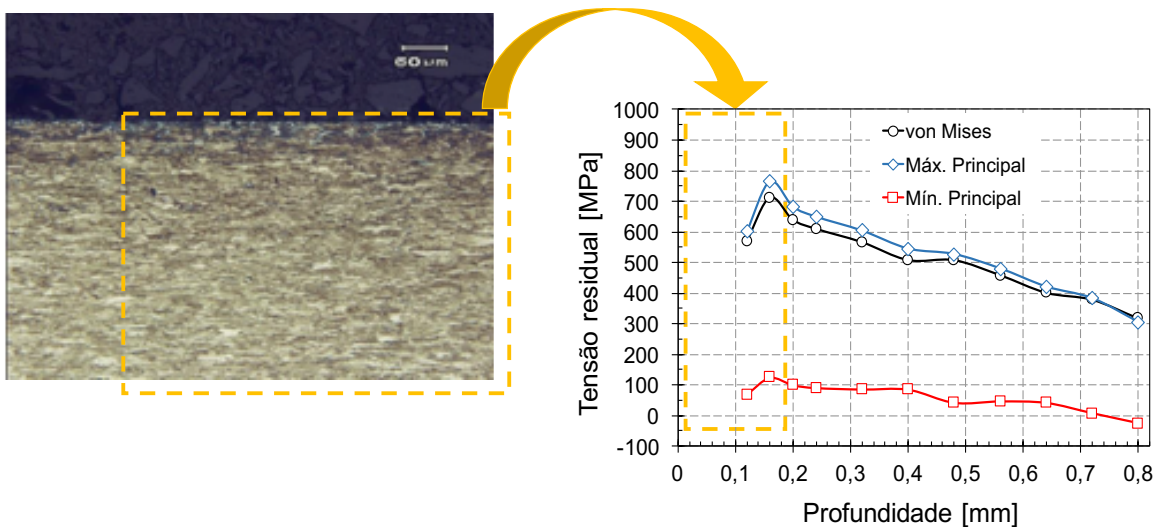 60 µm
1000
900
800
700
600
500
400
300
200
100
0
-100
Tensão residual [MPa]
von Mises
Máx. Principal
Mín. Principal
0 0,1 0,2 0,3 0,4 0,5 0,6 0,7 0,8
Profundidade [mm]